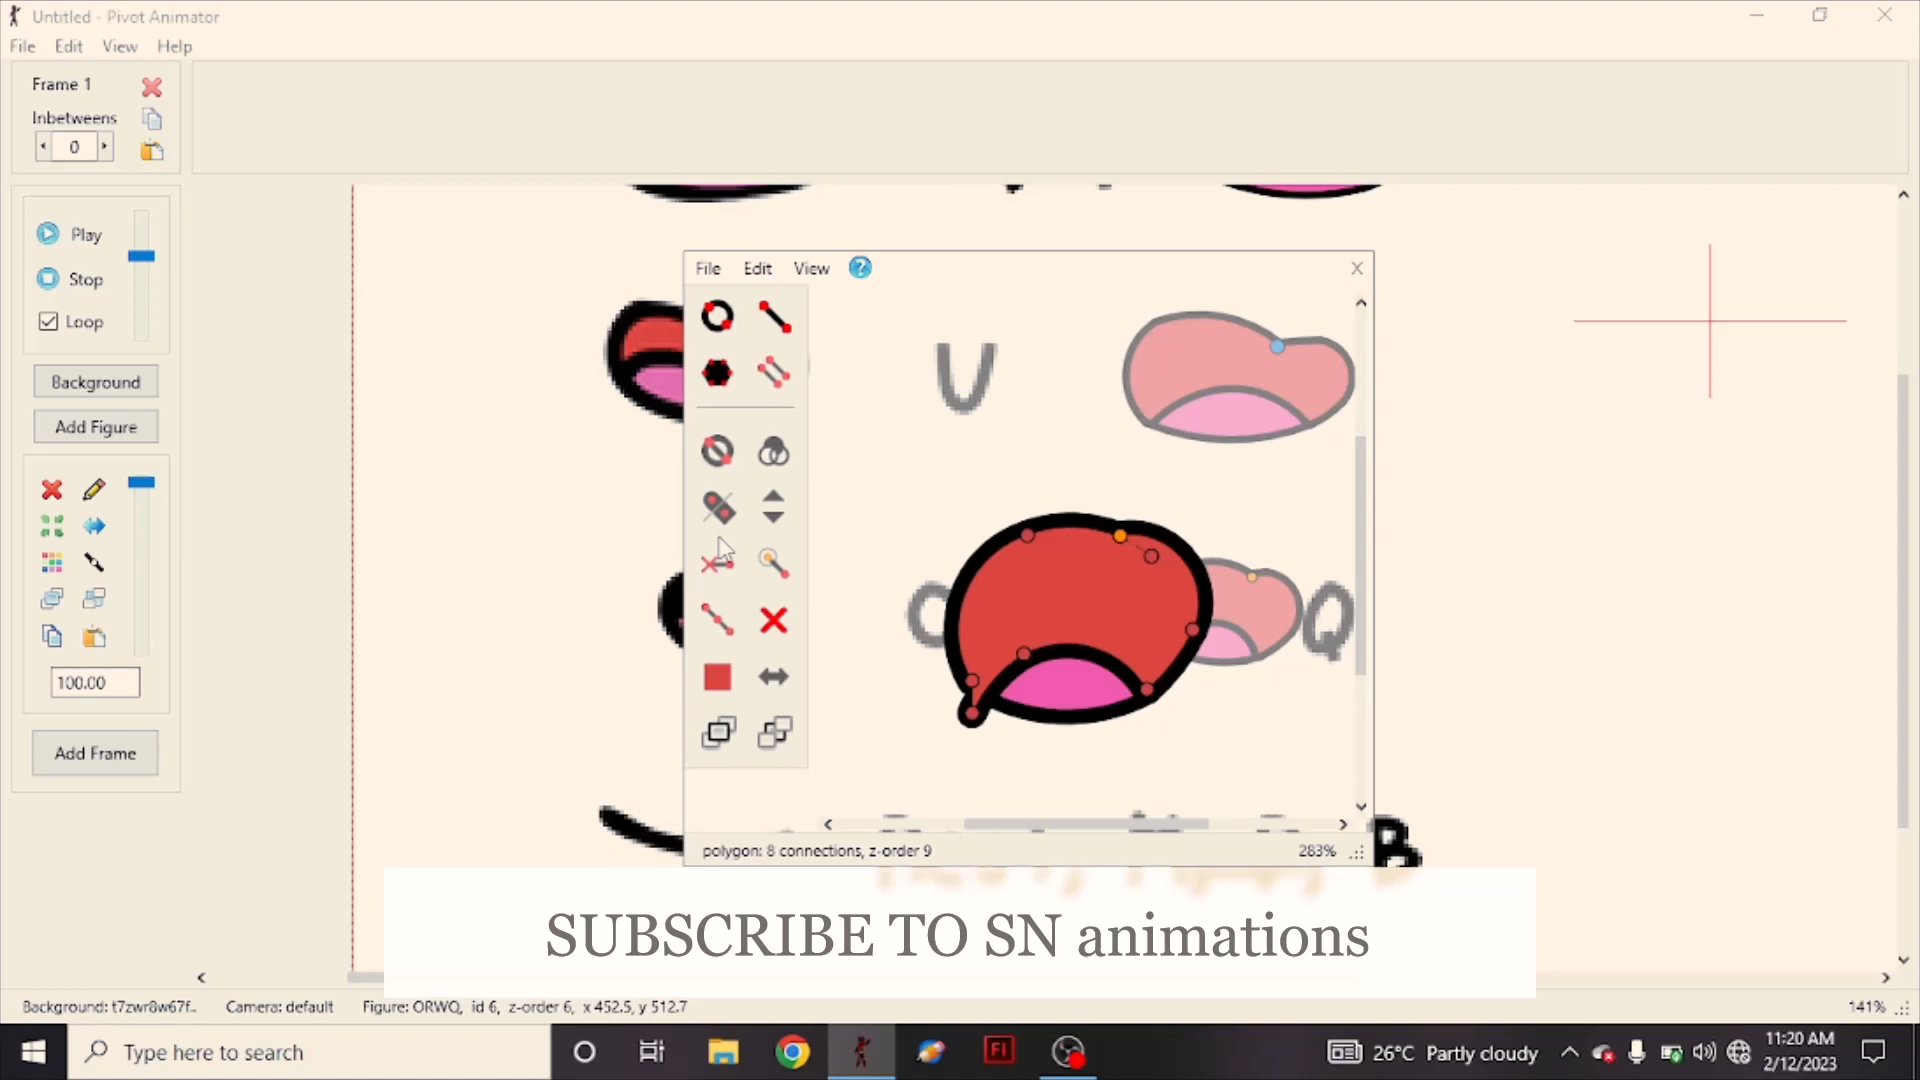 Untitled - Pivot Animator
File Edit View Help
Frame 1
Inbetweens
0
Play
Stop
Loop
Background
Add Figure
100.00
Add Frame
File Edit View ?
U
Q
B
polygon: 8 connections, z-order 9
283%
SUBSCRIBE TO SN animations
Background: t7zwr8w67f.. Camera: default Figure: ORWQ, id 6, z-order 6, x 452.5, y 512.7
141%
Type here to search
Fl
26°C Partly cloudy
11:20 AM
2/12/2023